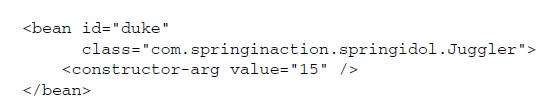 <bean id="duke"
      class="com.springinaction.springidol.Juggler">
    <constructor-arg value="15" />
</bean>